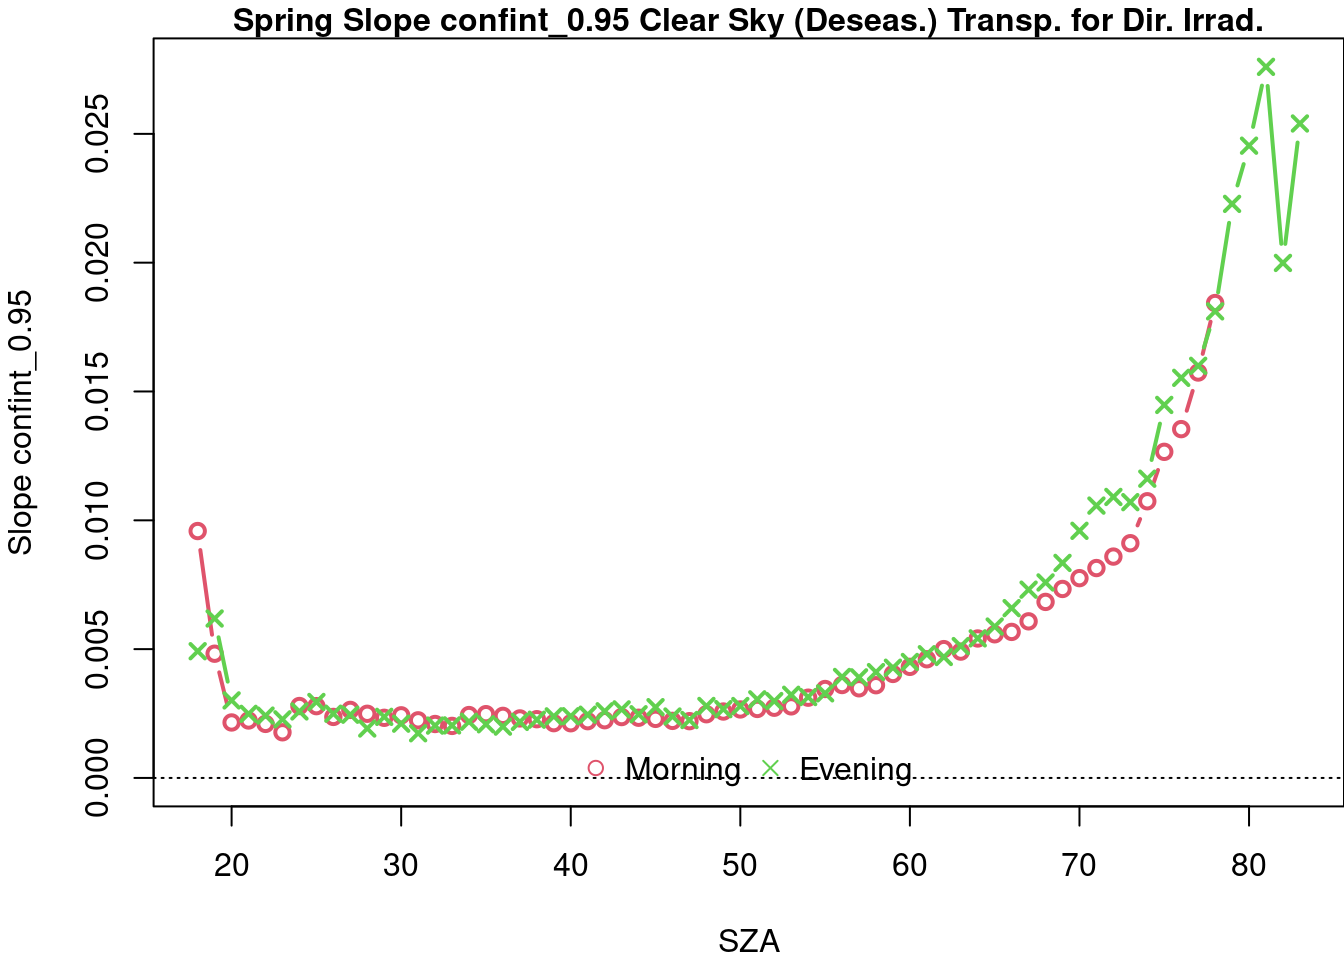 Spring Slope confint_0.95 Clear Sky (Deseas.) Transp. for Dir. Irrad.
Slope confint_0.95
0.025
0.020
0.015
0.010
0.005
0.000
Morning Evening
20 30 40 50 60 70 80
SZA